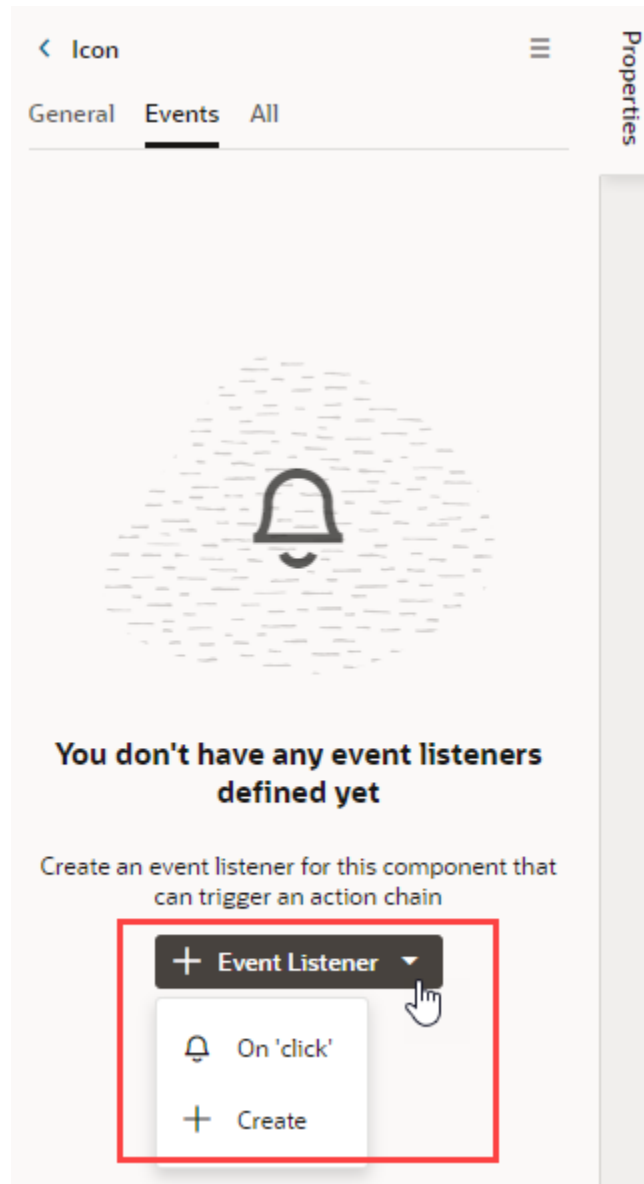 Icon
Properties
General Events All
You don't have any event listeners
defined yet
Create an event listener for this component that
can trigger an action chain
Event Listener
On 'click'
Create